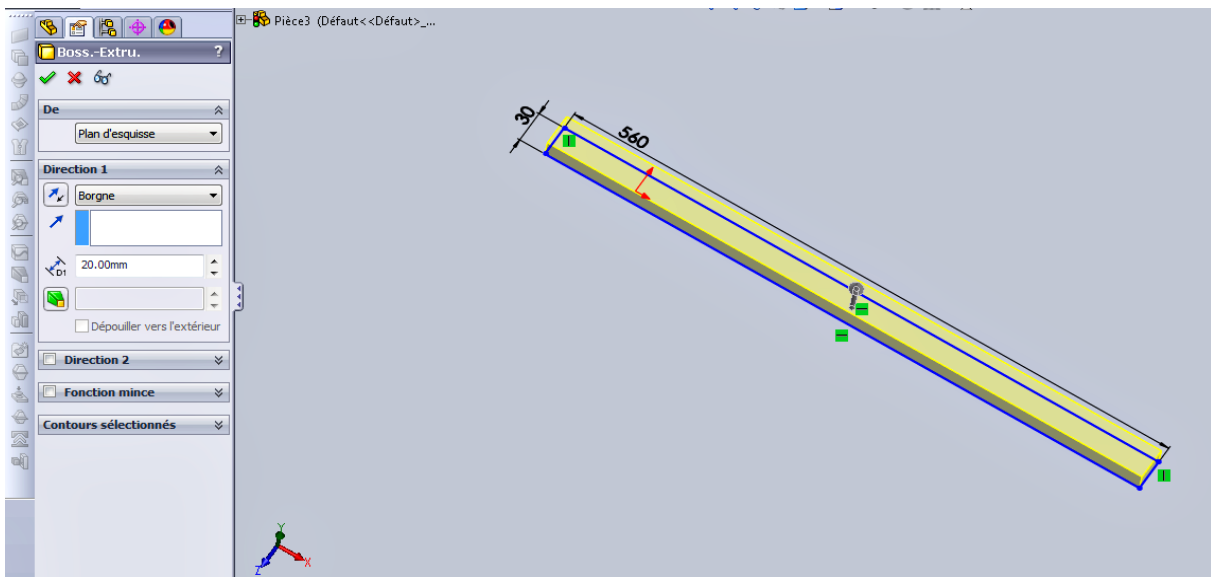 Pièce3 (Défaut<<Défaut>_...
Boss.-Extru. ?
De
Plan d'esquisse
Direction 1
Borgne
D1 20.00mm
Dépouiller vers l'extérieur
Direction 2
Fonction mince
Contours sélectionnés
30
560
Y
X
Z